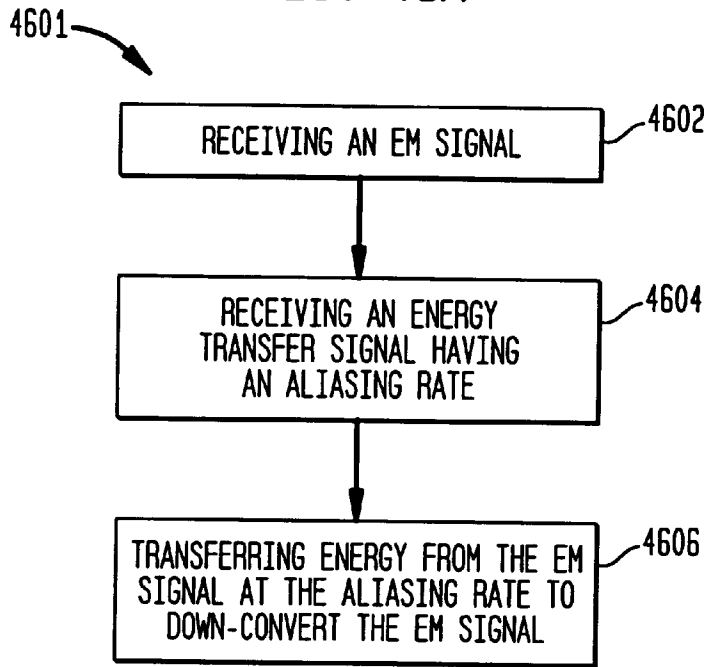 4601
RECEIVING AN EM SIGNAL
4602
RECEIVING AN ENERGY
TRANSFER SIGNAL HAVING
AN ALIASING RATE
4604
TRANSFERRING ENERGY FROM THE EM
SIGNAL AT THE ALIASING RATE TO
DOWN-CONVERT THE EM SIGNAL
4606